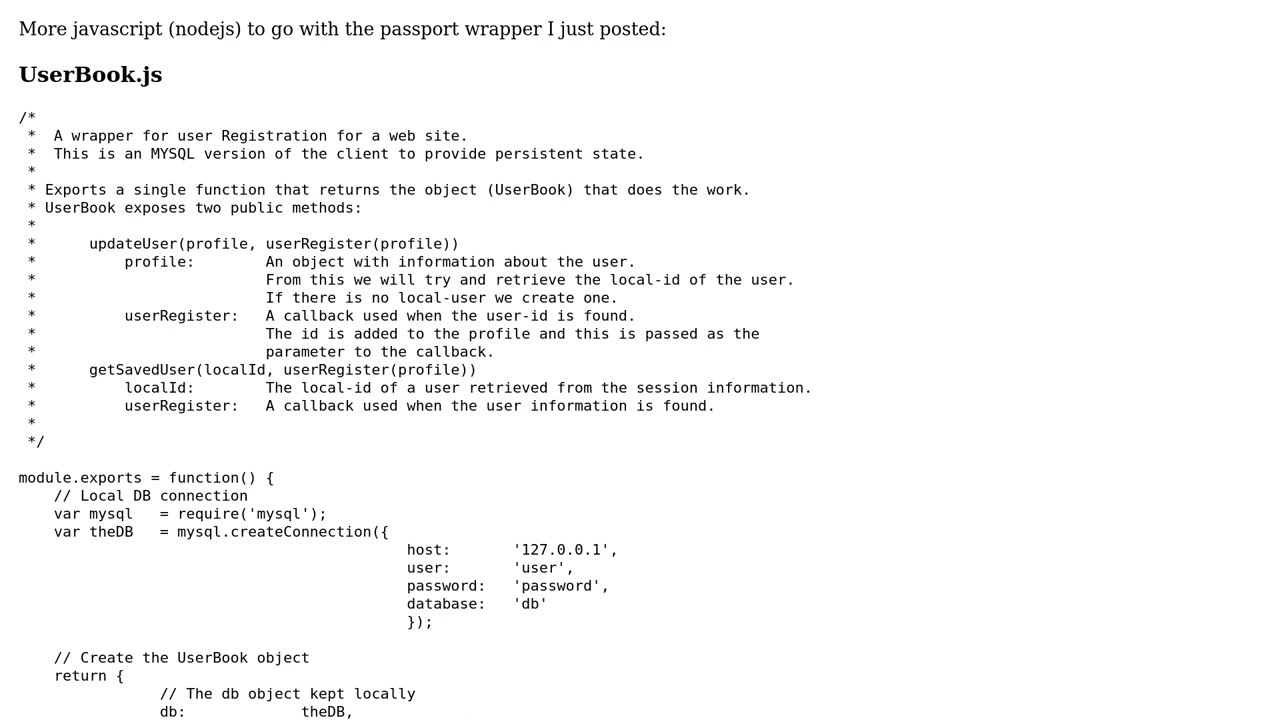 More javascript (nodejs) to go with the passport wrapper I just posted:
UserBook.js
/*
 *  A wrapper for user Registration for a web site.
 *  This is an MYSQL version of the client to provide persistent state.
 *
 * Exports a single function that returns the object (UserBook) that does the work.
 * UserBook exposes two public methods:
 *
 *      updateUser(profile, userRegister(profile))
 *          profile:        An object with information about the user.
 *                          From this we will try and retrieve the local-id of the user.
 *                          If there is no local-user we create one.
 *          userRegister:   A callback used when the user-id is found.
 *                          The id is added to the profile and this is passed as the
 *                          parameter to the callback.
 *      getSavedUser(localId, userRegister(profile))
 *          localId:        The local-id of a user retrieved from the session information.
 *          userRegister:   A callback used when the user information is found.
 *
 */
module.exports = function() {
    // Local DB connection
    var mysql   = require('mysql');
    var theDB   = mysql.createConnection({
                                            host:       '127.0.0.1',
                                            user:       'user',
                                            password:   'password',
                                            database:   'db'
                                            });
    // Create the UserBook object
    return {
                // The db object kept locally
                db:             theDB,